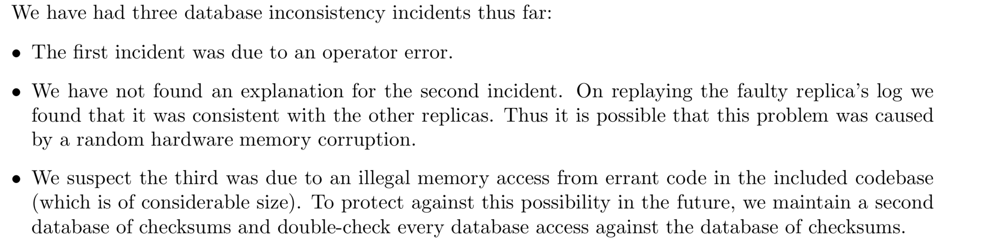 We have had three database inconsistency incidents thus far:
• The first incident was due to an operator error.
• We have not found an explanation for the second incident. On replaying the faulty replica’s log we
found that it was consistent with the other replicas. Thus it is possible that this problem was caused
by a random hardware memory corruption.
• We suspect the third was due to an illegal memory access from errant code in the included codebase
(which is of considerable size). To protect against this possibility in the future, we maintain a second
database of checksums and double-check every database access against the database of checksums.